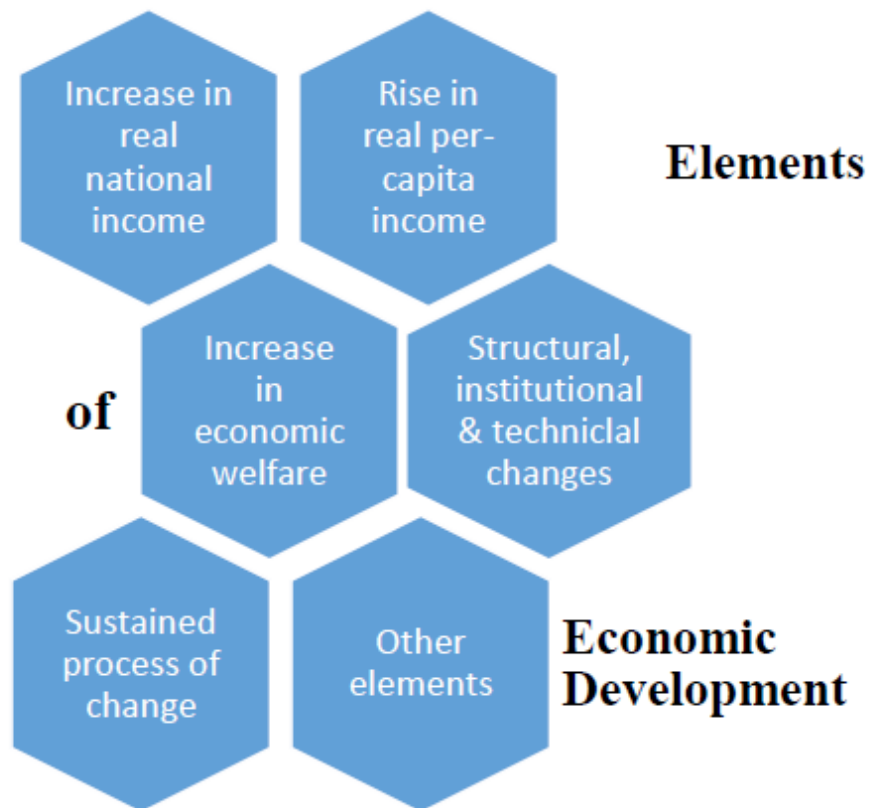 Increase in
real
national
income
Rise in
real per-
capita
income
Elements
of
Increase
in
economic
welfare
Structural,
institutional
& techniclal
changes
Sustained
process of
change
Other
elements
Economic
Development